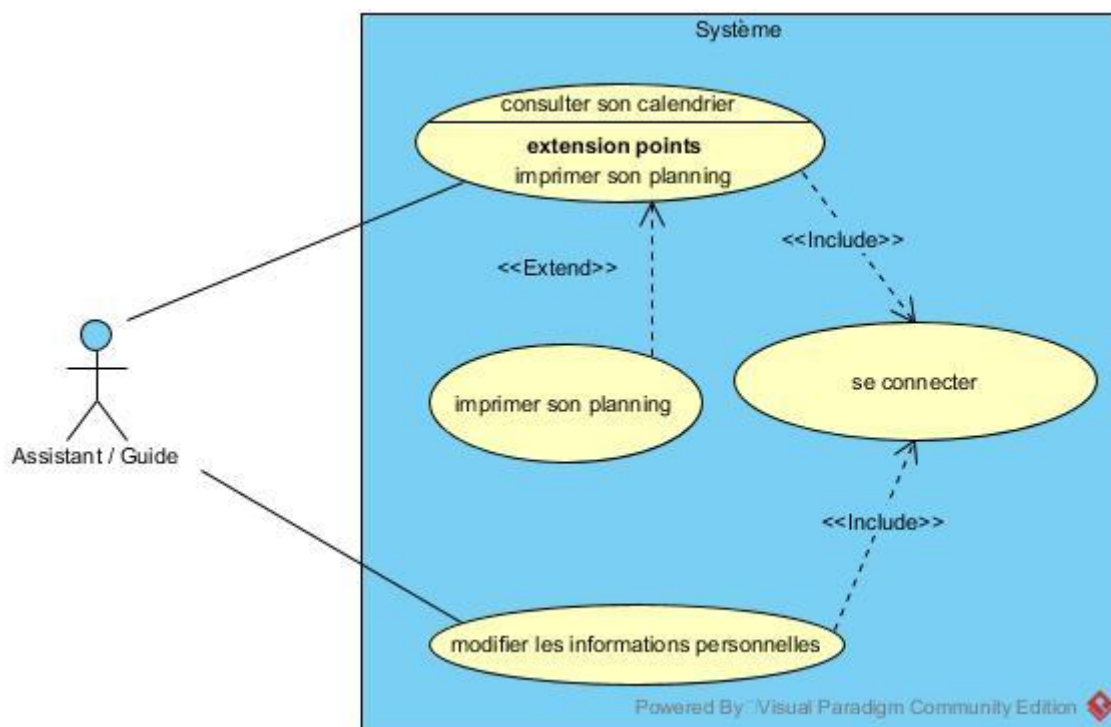 Système
consulter son calendrier
extension points
imprimer son planning
<<Include>>
<<Extend>>
imprimer son planning
se connecter
Assistant / Guide
<<Include>>
modifier les informations personnelles
Powered By Visual Paradigm Community Edition